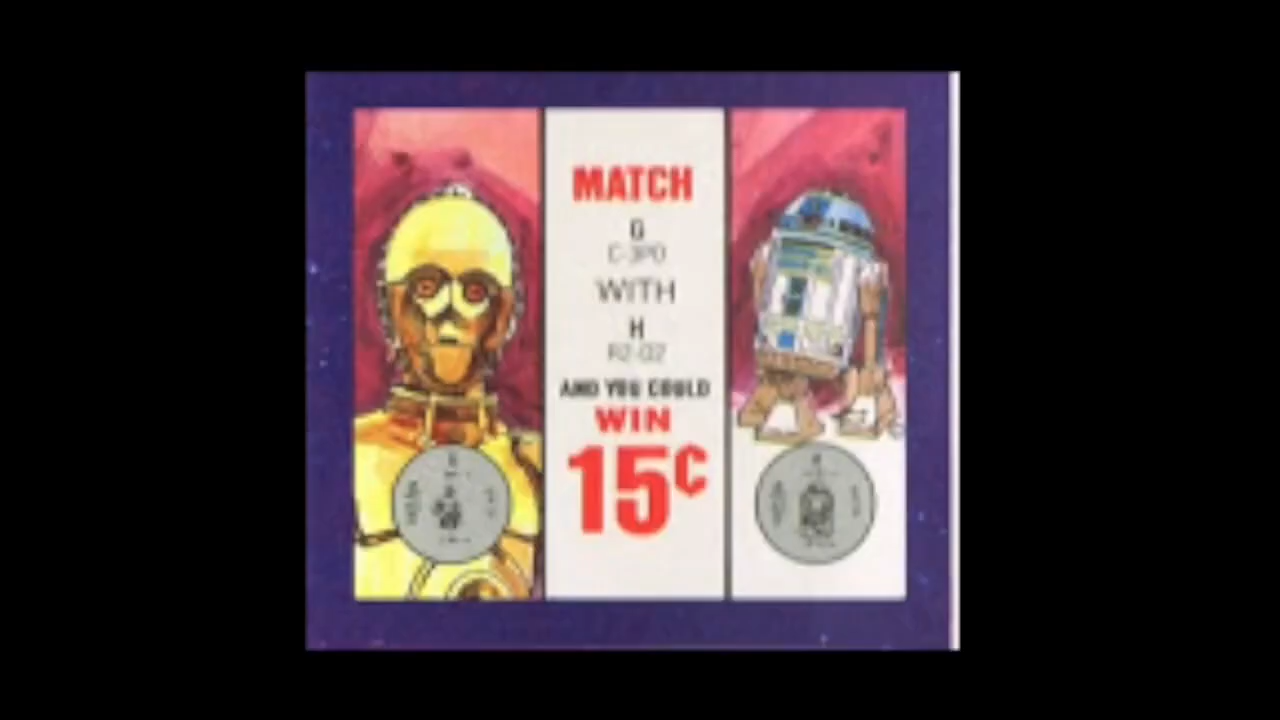 MATCH
G
C-3PO
WITH
H
R2-D2
AND YOU COULD
WIN
15¢